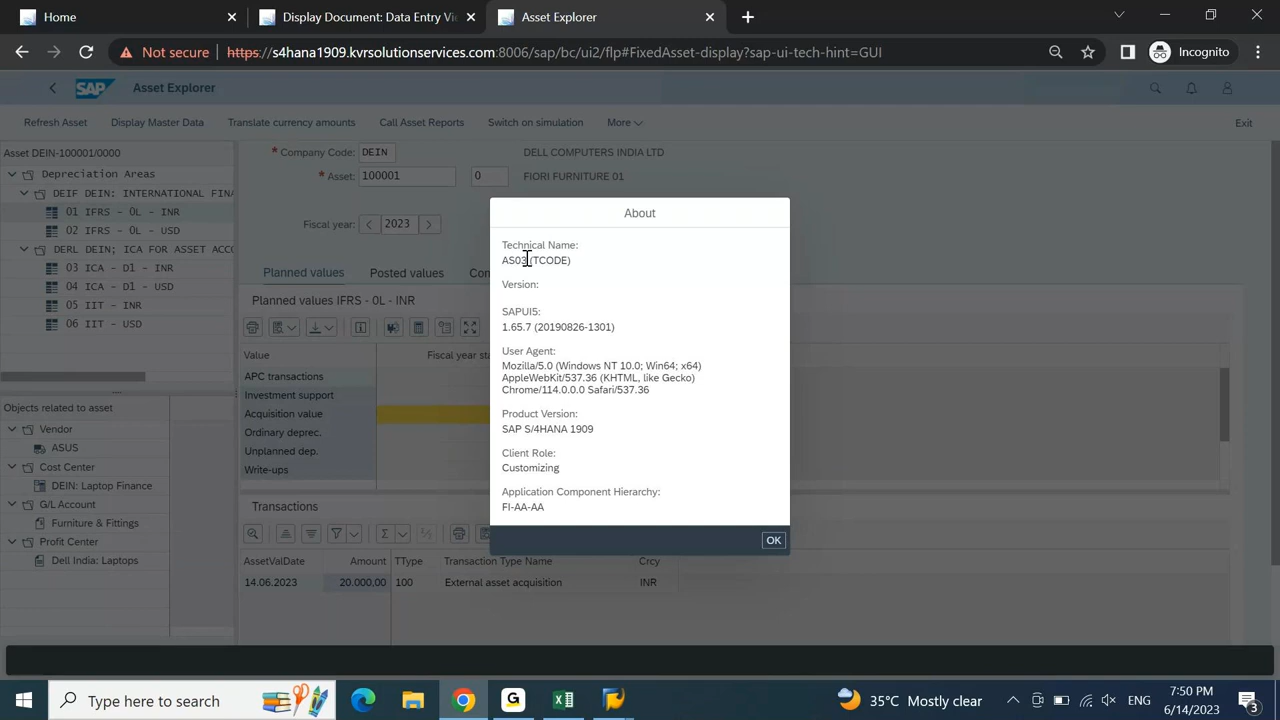 Home
Display Document: Data Entry Vi
Asset Explorer
Not secure
https://s4hana1909.kvrsolutionservices.com:8006/sap/bc/ui2/flp#FixedAsset-display?sap-ui-tech-hint=GUI
Incognito
SAP
Asset Explorer
Refresh Asset
Display Master Data
Translate currency amounts
Call Asset Reports
Switch on simulation
More
Exit
Asset DEIN-100001/0000
Depreciation Areas
DEIF DEIN: INTERNATIONAL FINA
01 IFRS - 0L - INR
02 IFRS - 0L - USD
DERL DEIN; ICA FOR ASSET ACCO
03 ICA - D1 - INR
04 ICA - D1 - USD
05 IIT - INR
06 IIT - USD
Objects related to asset
Vendor
ASUS
Cost Center
DEIN: Laptop Finance
G/L Account
Furniture & Fittings
Profit Center
Dell India: Laptops
* Company Code: DEIN
DELL COMPUTERS INDIA LTD
* Asset: 100001
0
FIORI FURNITURE 01
Fiscal year: 2023
Planned values
Posted values
Planned values IFRS - 0L - INR
Value
APC transactions
Investment support
Acquisition value
Ordinary deprec.
Unplanned dep.
Write-ups
Transactions
AssetValDate Amount TType Transaction Type Name Crcy
14.06.2023 20.000,00 100 External asset acquisition INR
About
Technical Name:
AS03 (TCODE)
Version:
SAPUI5:
1.65.7 (20190826-1301)
User Agent:
Mozilla/5.0 (Windows NT 10.0; Win64; x64)
AppleWebKit/537.36 (KHTML, like Gecko)
Chrome/114.0.0.0 Safari/537.36
Product Version:
SAP S/4HANA 1909
Client Role:
Customizing
Application Component Hierarchy:
FI-AA-AA
OK
Type here to search
35°C Mostly clear
ENG
7:50 PM
6/14/2023
3